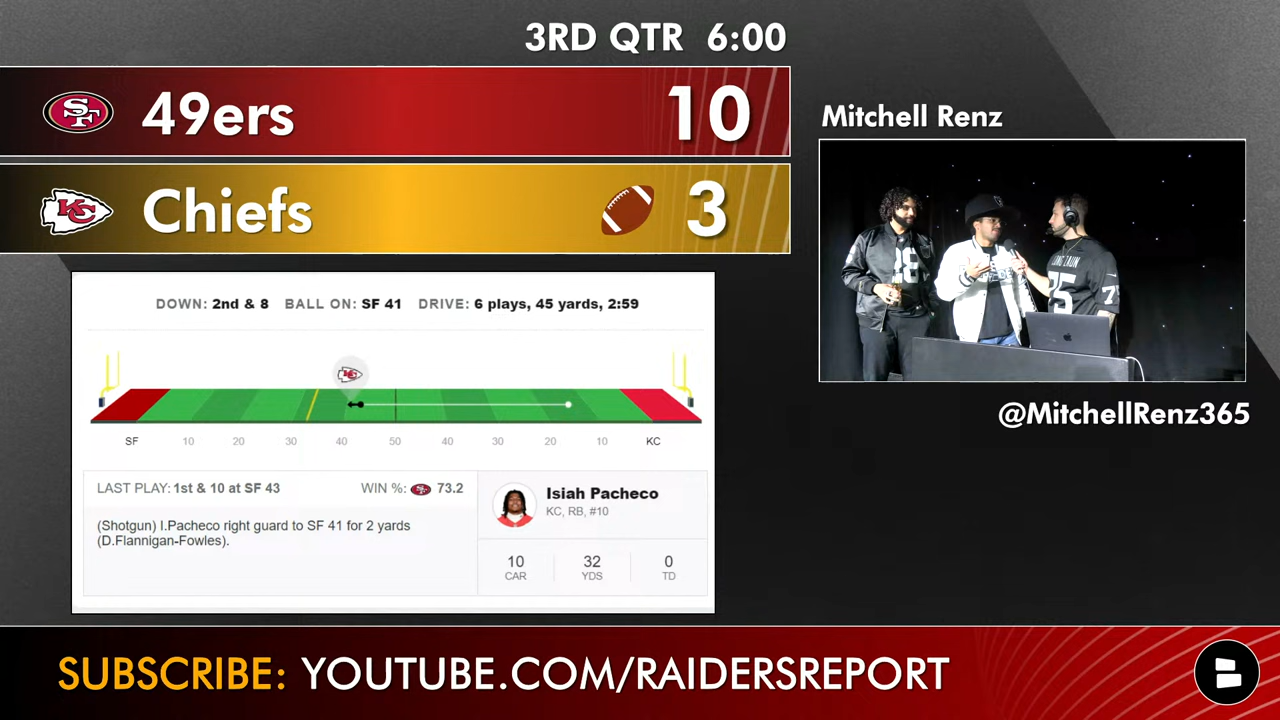 3RD QTR 6:00
49ers 10
Chiefs 3
Mitchell Renz
@MitchellRenz365
DOWN: 2nd & 8 BALL ON: SF 41 DRIVE: 6 plays, 45 yards, 2:59
SF 10 20 30 40 50 40 30 20 10 KC
LAST PLAY: 1st & 10 at SF 43 WIN %: 73.2
(Shotgun) I.Pacheco right guard to SF 41 for 2 yards
(D.Flannigan-Fowles).
Isiah Pacheco
KC, RB, #10
10 32 0
CAR YDS TD
SUBSCRIBE: YOUTUBE.COM/RAIDERSREPORT